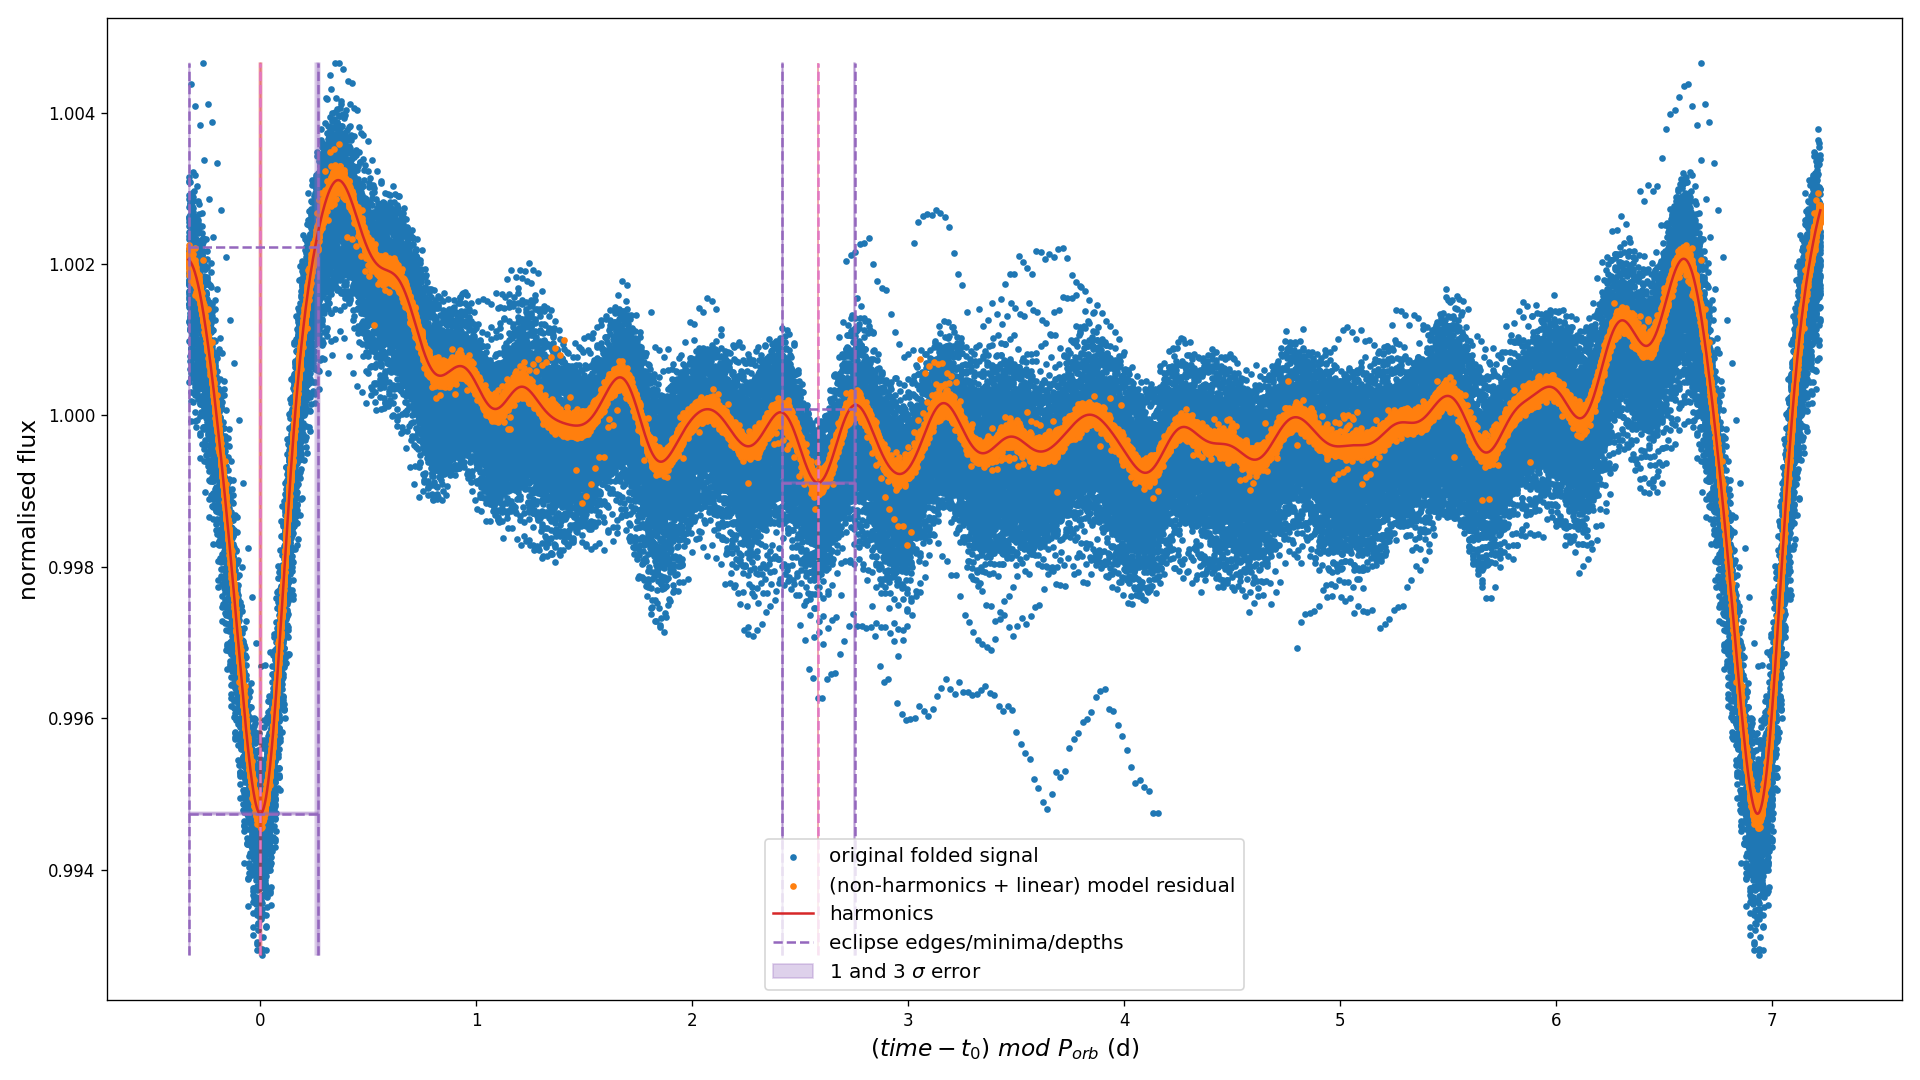 normalised flux
1.004
1.002
1.000
0.998
0.996
0.994
original folded signal
(non-harmonics + linear) model residual
harmonics
eclipse edges/minima/depths
1 and 3 σ error
0 1 2 3 4 5 6 7
(time − t₀) mod Pₒᵣb (d)